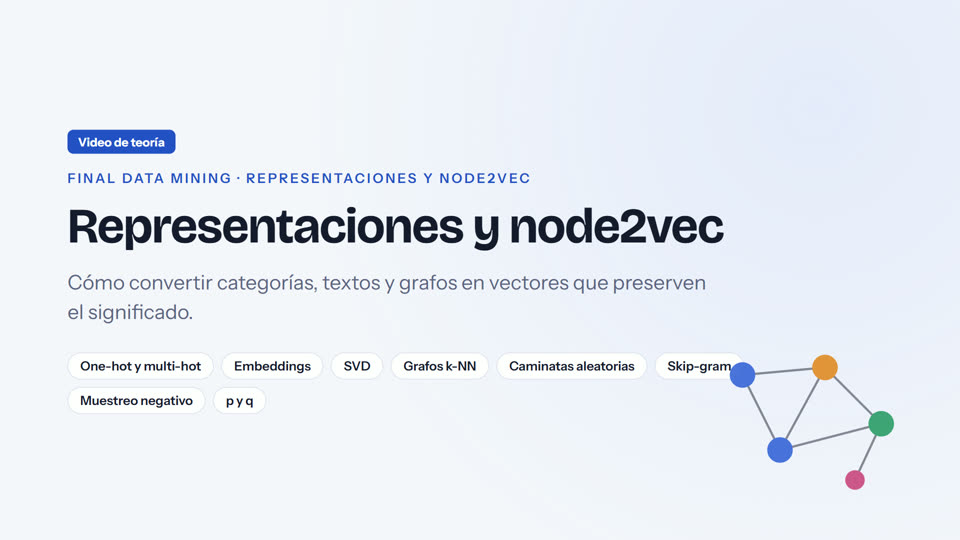 Video de teoría
FINAL DATA MINING · REPRESENTACIONES Y NODE2VEC
Representaciones y node2vec
Cómo convertir categorías, textos y grafos en vectores que preserven
el significado.
One-hot y multi-hot Embeddings SVD Grafos k-NN Caminatas aleatorias Skip-gram
Muestreo negativo p y q